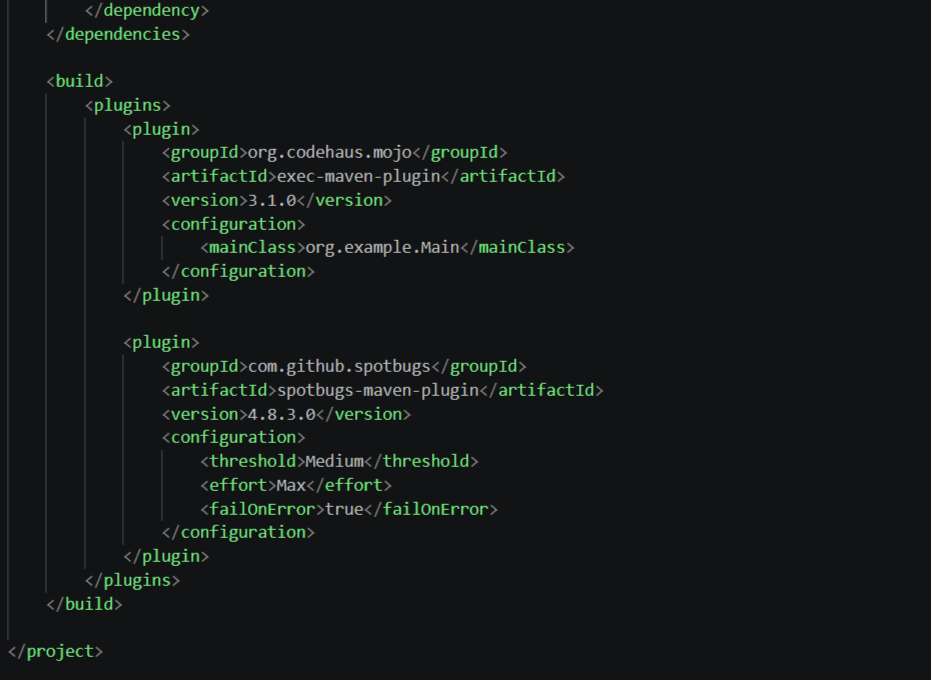 </dependency>
</dependencies>
<build>
<plugins>
<plugin>
<groupId>org.codehaus.mojo</groupId>
<artifactId>exec-maven-plugin</artifactId>
<version>3.1.0</version>
<configuration>
<mainClass>org.example.Main</mainClass>
</configuration>
</plugin>
<plugin>
<groupId>com.github.spotbugs</groupId>
<artifactId>spotbugs-maven-plugin</artifactId>
<version>4.8.3.0</version>
<configuration>
<threshold>Medium</threshold>
<effort>Max</effort>
<failOnError>true</failOnError>
</configuration>
</plugin>
</plugins>
</build>
</project>